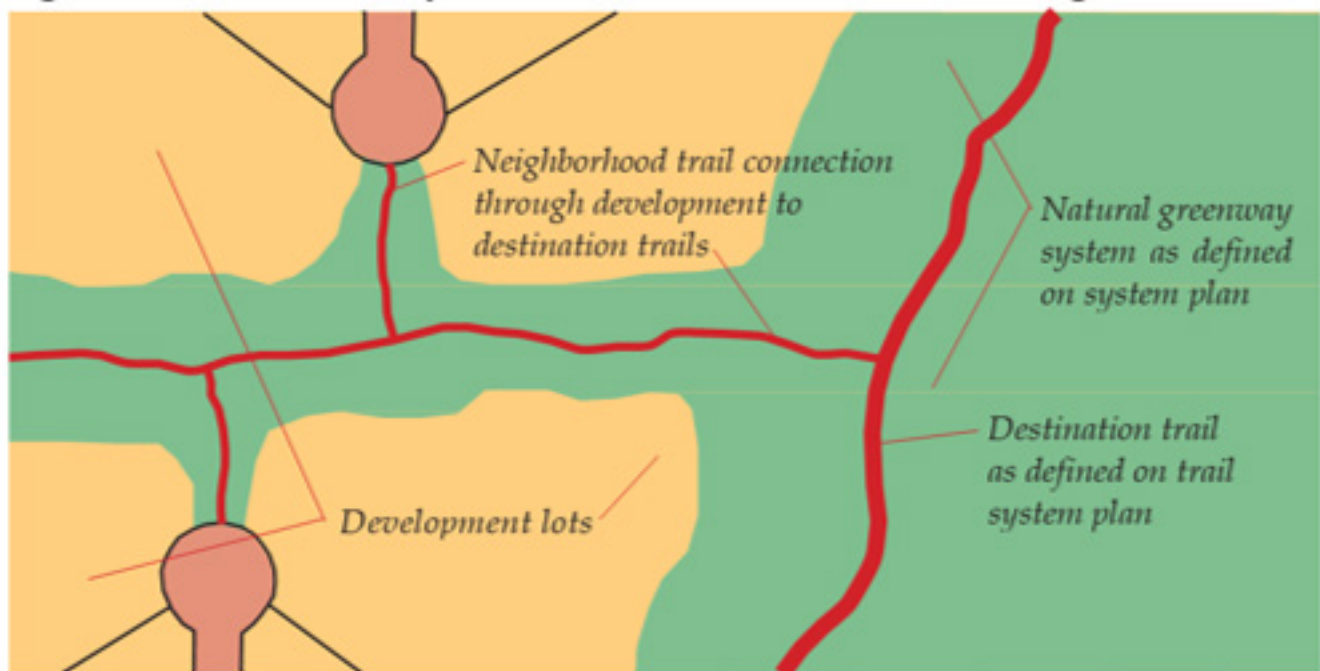 Neighborhood trail connection
through development to
destination trails
Natural greenway
system as defined
on system plan
Destination trail
as defined on trail
system plan
Development lots